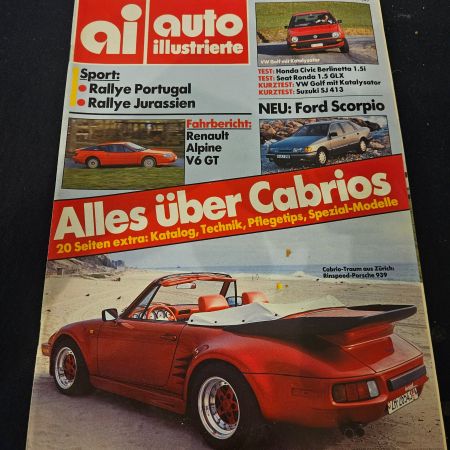 ai
auto
illustrierte
Sport:
• Rallye Portugal
• Rallye Jurassien
VW Golf mit Katalysator
TEST: Honda Civic Berlinetta 1.5i
TEST: Seat Ronda 1.5 GLX
KURZTEST: VW Golf mit Katalysator
KURZTEST: Suzuki SJ 413
Fahrbericht:
Renault
Alpine
V6 GT
NEU: Ford Scorpio
Alles über Cabrios
20 Seiten extra: Katalog, Technik, Pflegetips, Spezial-Modelle
Cabrio-Traum aus Zürich:
Rinspeed-Porsche 939